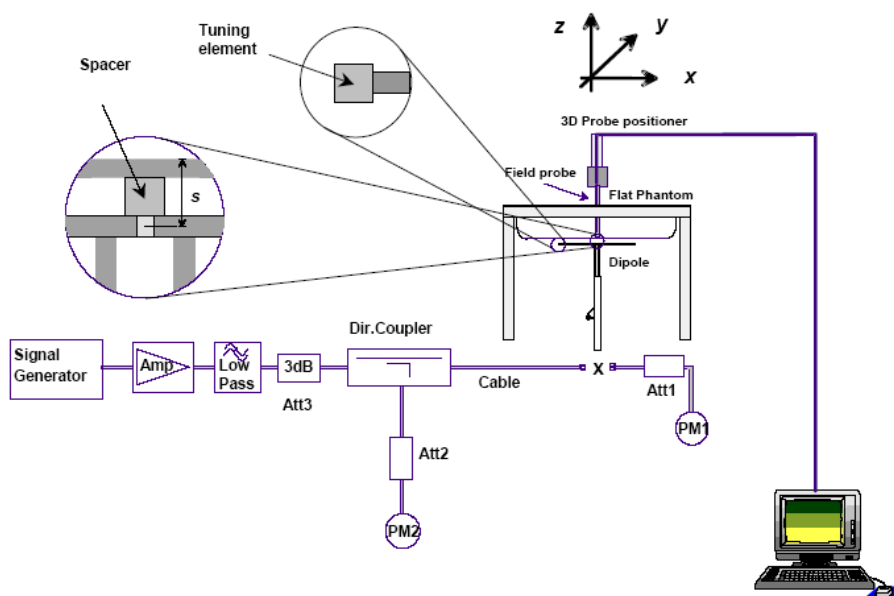 Tuning
element
Spacer
s
z
y
x
3D Probe positioner
Field probe
Flat Phantom
Dipole
Dir.Coupler
Signal
Generator
Amp
Low
Pass
3dB
Att3
Cable
X
Att1
PM1
Att2
PM2